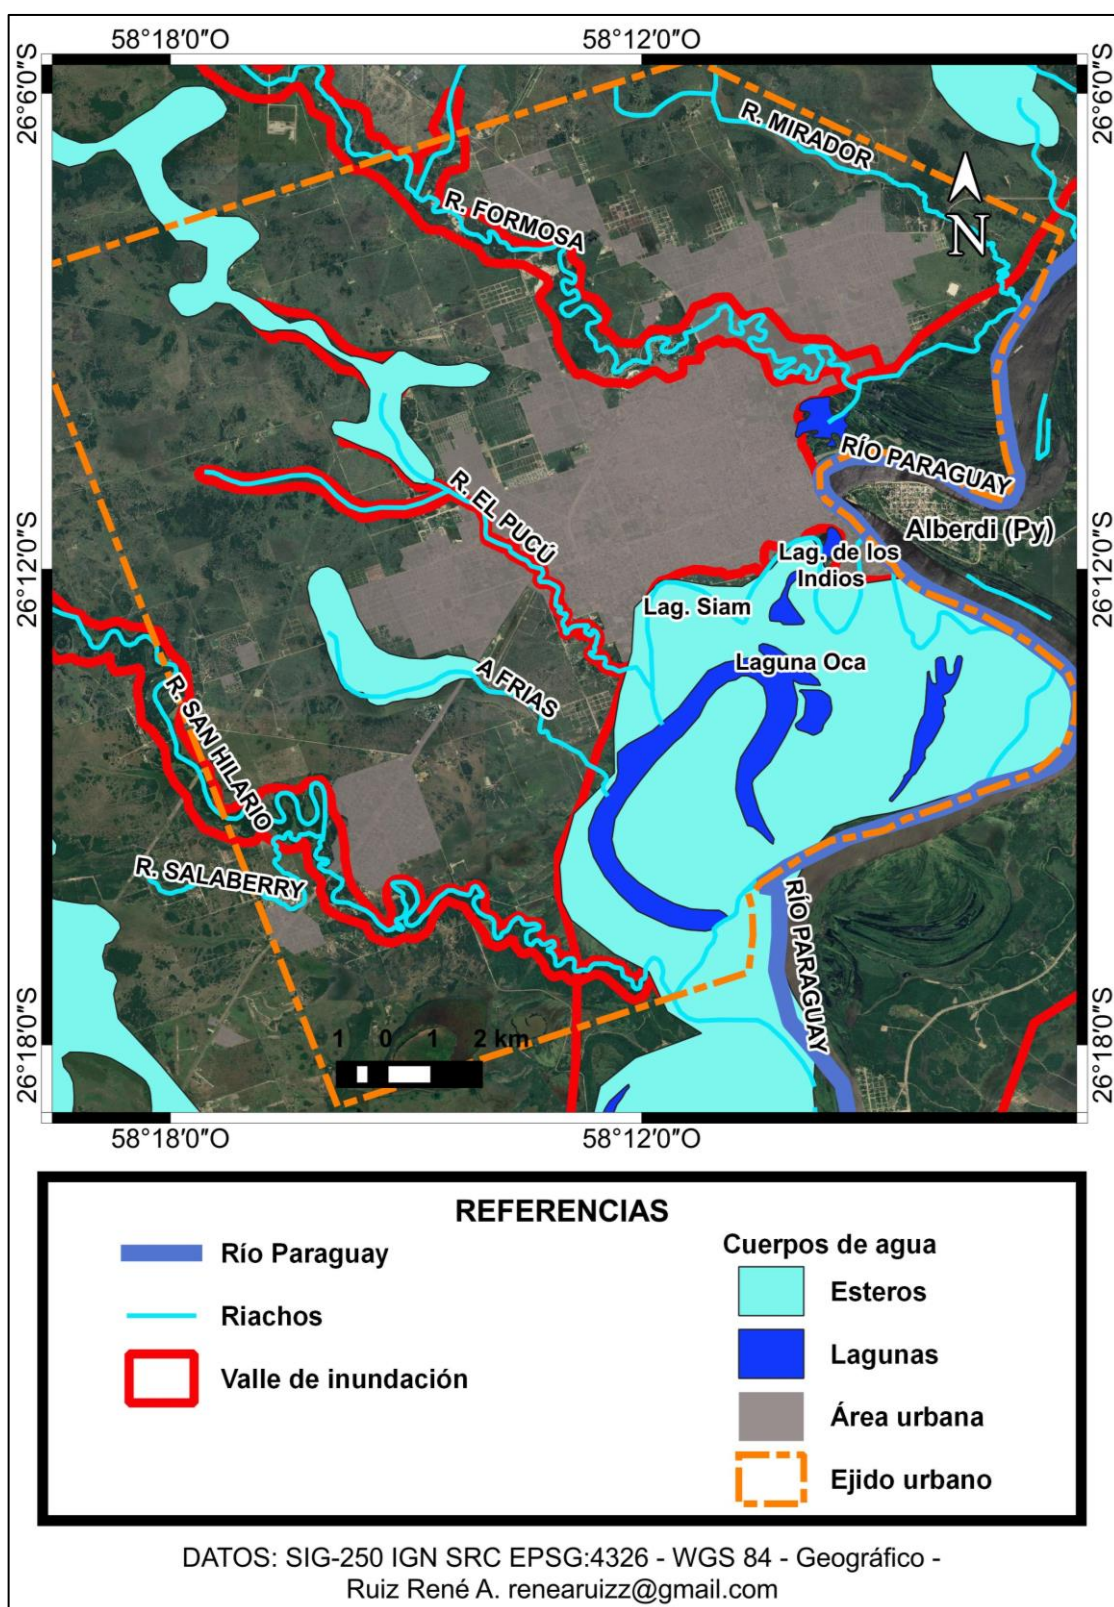 58°18'0"O
58°12'0"O
26°6'0"S
26°6'0"S
R. MIRADOR
N
R. FORMOSA
RÍO PARAGUAY
R. EL PUCÚ
Alberdi (Py)
26°12'0"S
26°12'0"S
Lag. de los
Indios
Lag. Siam
Laguna Oca
A FRIAS
R. SAN HILARIO
R. SALABERRY
RÍO PARAGUAY
26°18'0"S
26°18'0"S
1 0 1 2 km
58°18'0"O
58°12'0"O
REFERENCIAS
Río Paraguay
Riachos
Valle de inundación
Cuerpos de agua
Esteros
Lagunas
Área urbana
Ejido urbano
DATOS: SIG-250 IGN SRC EPSG:4326 - WGS 84 - Geográfico -
Ruiz René A. renearuizz@gmail.com